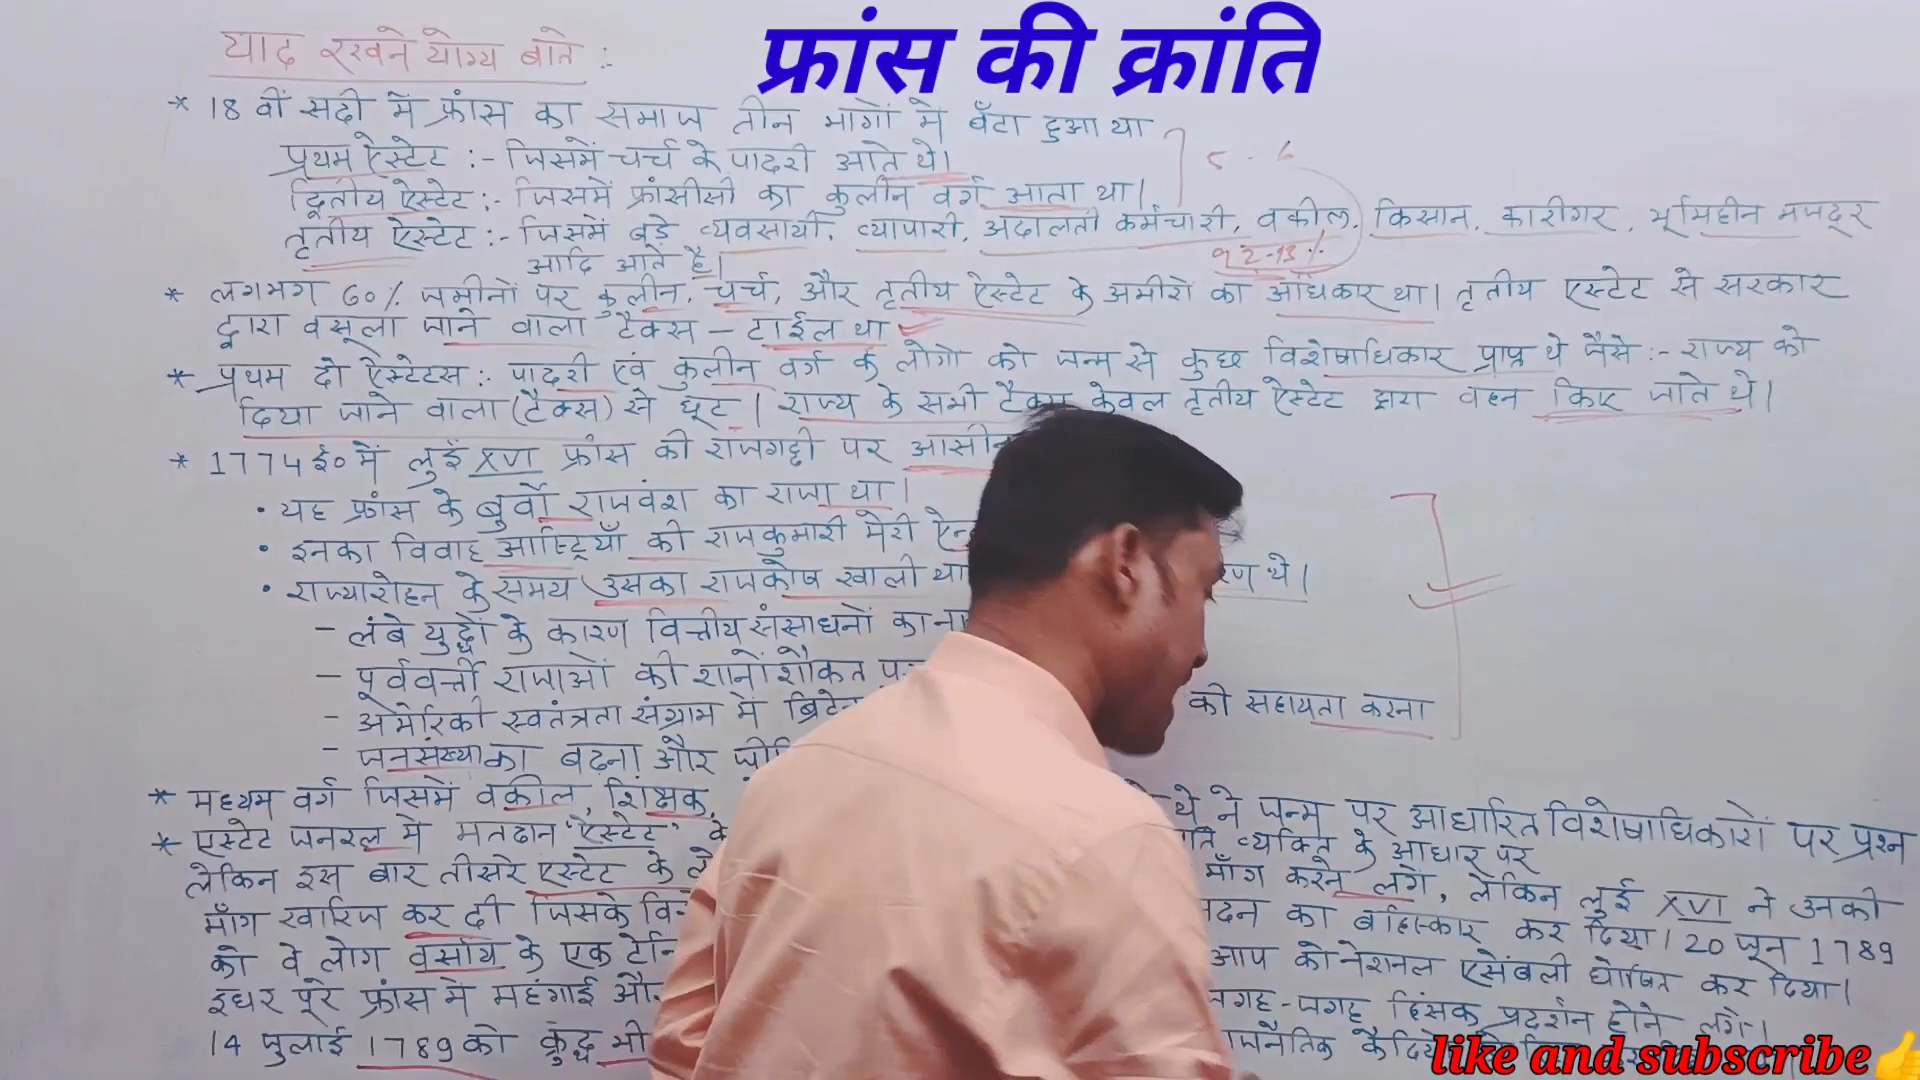 फ्रांस की क्रांति
याद रखने योग्य बाते :-
* 18 वीं सदी में फ्रांस का समाज तीन भागों में बँटा हुआ था
प्रथम ऐस्टेट :- जिसमें चर्च के पादरी आते थे।
द्वितीय ऐस्टेट :- जिसमें फ्रांसीसी का कुलीन वर्ग आता था।
तृतीय ऐस्टेट :- जिसमें बड़े व्यवसायी, व्यापारी, अदालती कर्मचारी, वकील, किसान, कारीगर, भूमिहीन मजदूर
आदि आते है।
* लगभग 60% जमीनों पर कुलीन, चर्च, और तृतीय ऐस्टेट के अमीरों का अधिकार था। तृतीय एस्टेट से सरकार
द्वारा वसूला जाने वाला टैक्स – टाईल था
* प्रथम दो ऐस्टेटस :- पादरी एवं कुलीन वर्ग के लोगो को जन्म से कुछ विशेषाधिकार प्राप्त थे जैसे :- राज्य को
दिया जाने वाला (टैक्स) से छूट। राज्य के सभी टैक्स केवल तृतीय ऐस्टेट द्वारा वहन किए जाते थे।
* 1774 ई० में लुई XVI फ्रांस की राजगद्दी पर आसीन
• यह फ्रांस के बुर्वो राजवंश का राजा था।
• इनका विवाह आस्ट्रियाँ की राजकुमारी मेरी
• राज्यारोहन के समय उसका राजकोष खाली था रण थे।
– लंबे युद्धों के कारण वित्तीय संसाधनों का
– पूर्ववर्त्ती राजाओं की शानोंशौकत
– अमेरिकी स्वतंत्रता संग्राम में की सहायता करना
– जनसंख्या का बढ़ना और
* मध्यम वर्ग जिसमें वकील, शिक्षक, थे ने जन्म पर आधारित विशेषाधिकारों पर प्रश्न
* एस्टेट जनरल में मतदान 'ऐस्टेट' के व्यक्ति के आधार पर
लेकिन इस बार तीसरे एस्टेट के माँग करने लगे, लेकिन लुई XVI ने उनकी
माँग खारिज कर दी जिसके का बहिष्कार कर दिया। 20 जून 1789
को वे लोग वर्साय के एक आप को नेशनल एसेंबली घोषित कर दिया।
इधर पूरे फ्रांस में महंगाई जगह-जगह हिंसक प्रदर्शन होने लगे।
14 जुलाई 1789 को क्रुद्ध
like and subscribe👍